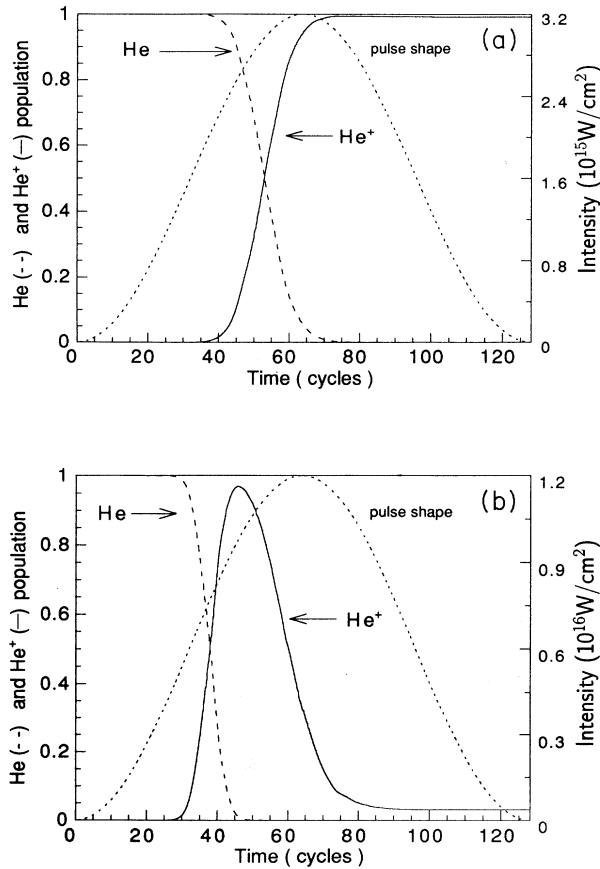 1
0.8
0.6
0.4
0.2
0
He (- -) and He⁺ (—) population
He
pulse shape
(a)
He⁺
3.2
2.4
1.6
0.8
0
Intensity (10¹⁵W/cm²)
0 20 40 60 80 100 120
Time ( cycles )
1
0.8
0.6
0.4
0.2
0
He (- -) and He⁺ (—) population
He
pulse shape
(b)
He⁺
1.2
0.9
0.6
0.3
0
Intensity (10¹⁶W/cm²)
0 20 40 60 80 100 120
Time ( cycles )